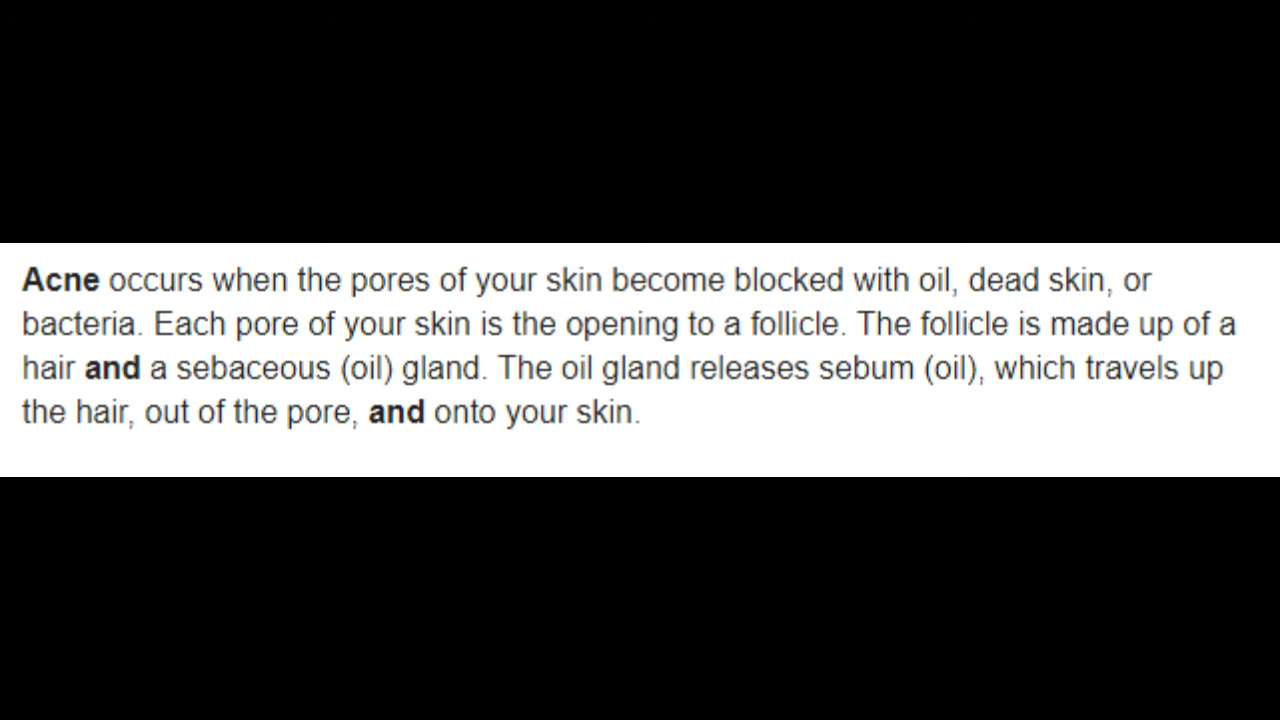 Acne occurs when the pores of your skin become blocked with oil, dead skin, or
bacteria. Each pore of your skin is the opening to a follicle. The follicle is made up of a
hair and a sebaceous (oil) gland. The oil gland releases sebum (oil), which travels up
the hair, out of the pore, and onto your skin.